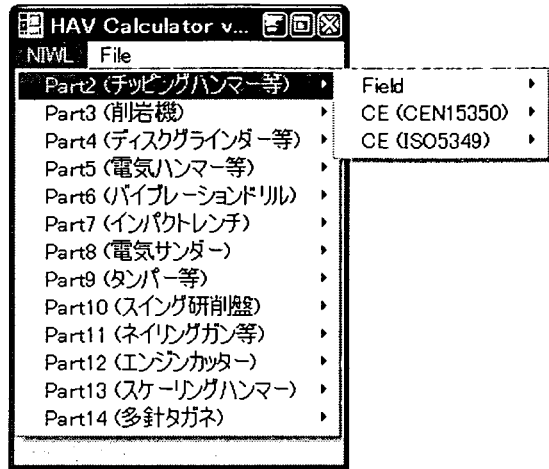 HAV Calculator v...
NIWL File
Part2 (チッピングハンマー等)
Part3 (削岩機)
Part4 (ディスクグラインダー等)
Part5 (電気ハンマー等)
Part6 (バイブレーションドリル)
Part7 (インパクトレンチ)
Part8 (電気サンダー)
Part9 (タンパー等)
Part10 (スイング研削盤)
Part11 (ネイリングガン等)
Part12 (エンジンカッター)
Part13 (スケーリングハンマー)
Part14 (多針タガネ)
Field
CE (CEN15350)
CE (ISO5349)